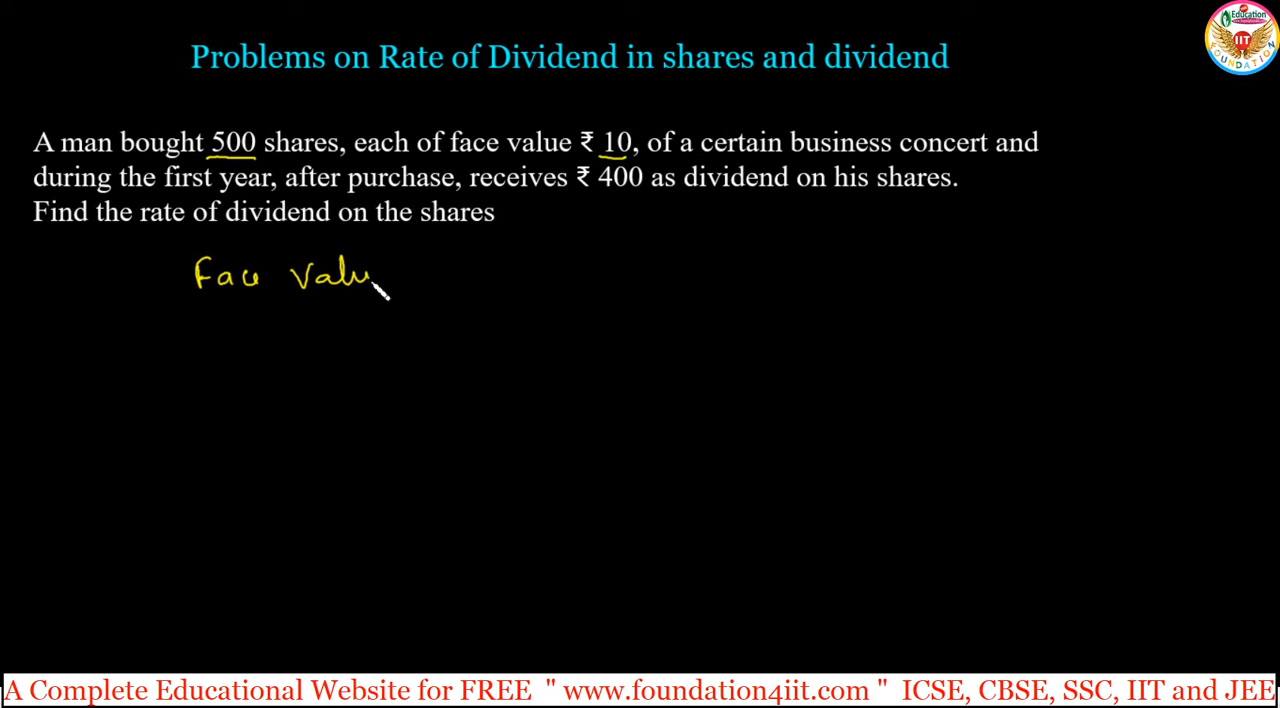 Problems on Rate of Dividend in shares and dividend
Education
IIT
FOUNDATION
A man bought 500 shares, each of face value ₹ 10, of a certain business concert and
during the first year, after purchase, receives ₹ 400 as dividend on his shares.
Find the rate of dividend on the shares
Face Valu
A Complete Educational Website for FREE " www.foundation4iit.com " ICSE, CBSE, SSC, IIT and JEE